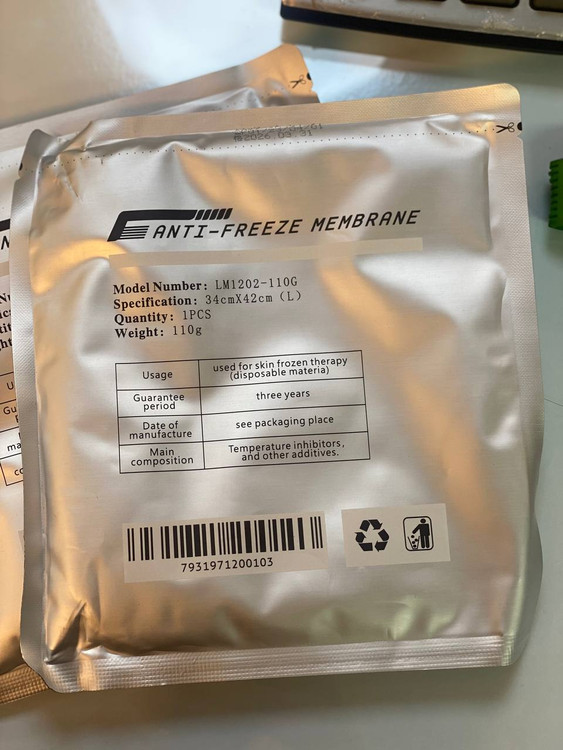 ANTI-FREEZE MEMBRANE
Model Number: LM1202-110G
Specification: 34cmX42cm (L)
Quantity: 1PCS
Weight: 110g
Usage
used for skin frozen therapy
(disposable materia)
Guarantee
period
three years
Date of
manufacture
see packaging place
Main
composition
Temperature inhibitors,
and other additives.
7931971200103